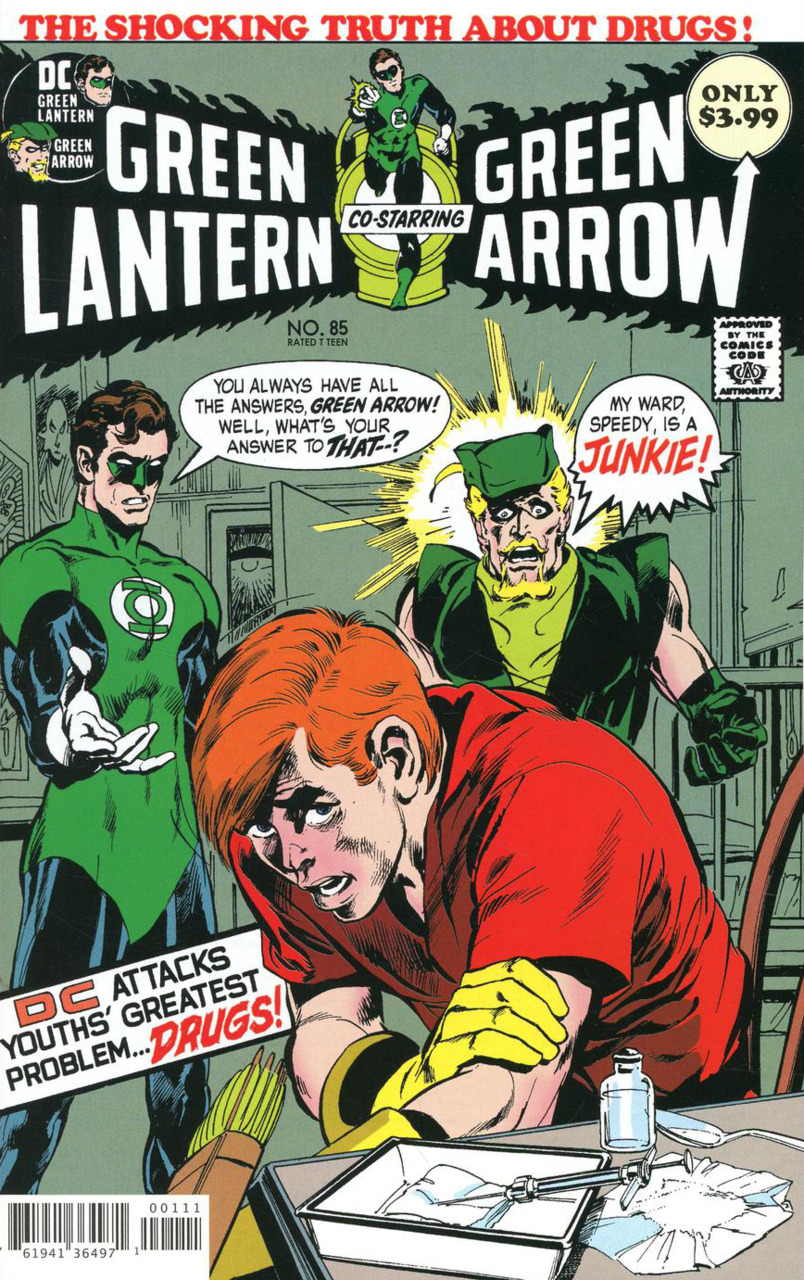 THE SHOCKING TRUTH ABOUT DRUGS!
DC
GREEN
LANTERN
GREEN
ARROW
ONLY
$3.99
GREEN
LANTERN
CO-STARRING
GREEN
ARROW
NO. 85
RATED T TEEN
APPROVED
BY THE
COMICS
CODE
AUTHORITY
YOU ALWAYS HAVE ALL
THE ANSWERS, GREEN ARROW!
WELL, WHAT'S YOUR
ANSWER TO THAT--?
MY WARD,
SPEEDY, IS A
JUNKIE!
DC ATTACKS
YOUTHS' GREATEST
PROBLEM...DRUGS!
00111
61941 36497 1